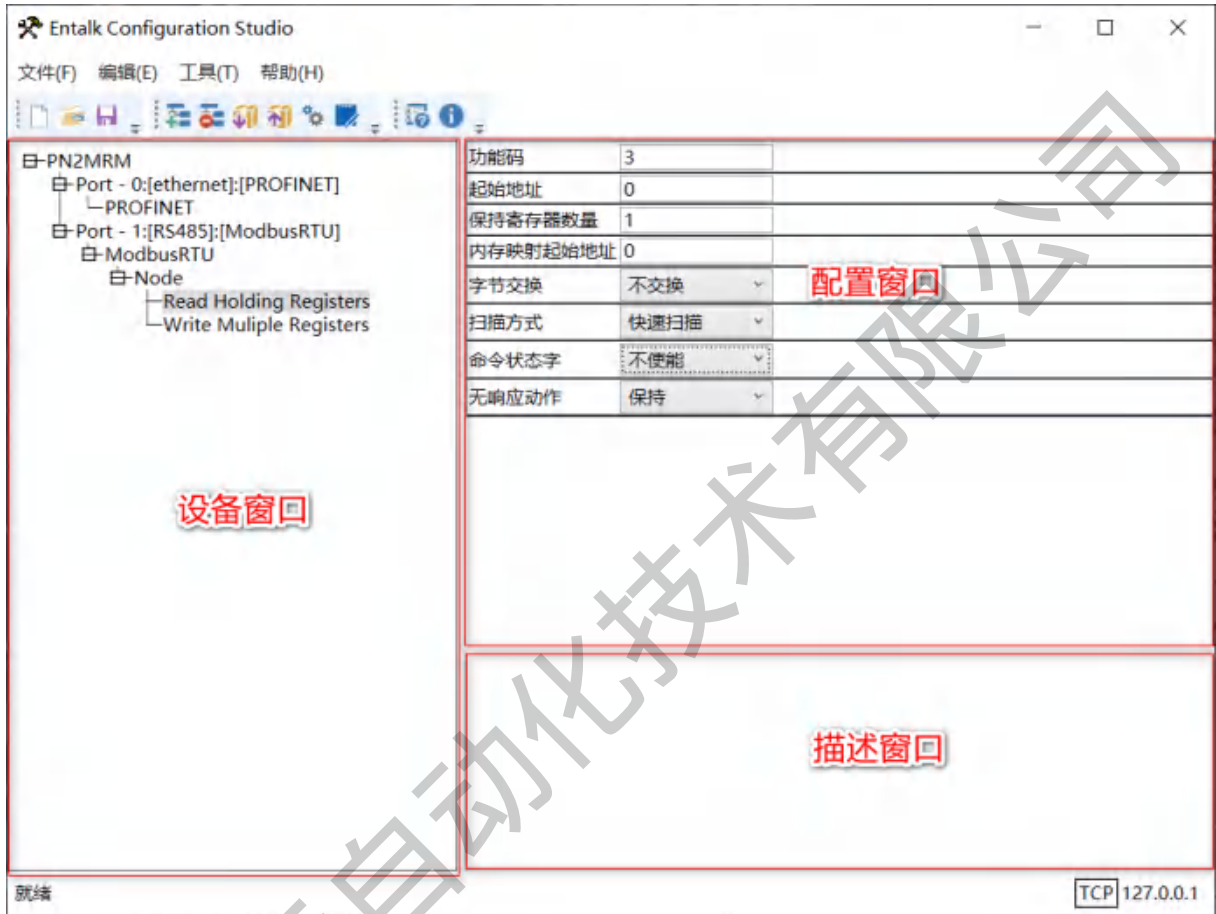 Entalk Configuration Studio
文件(F) 编辑(E) 工具(T) 帮助(H)
PN2MRM
Port - 0:[ethernet]:[PROFINET]
PROFINET
Port - 1:[RS485]:[ModbusRTU]
ModbusRTU
Node
Read Holding Registers
Write Muliple Registers
设备窗口
功能码 3
起始地址 0
保持寄存器数量 1
内存映射起始地址 0
字节交换 不交换
扫描方式 快速扫描
命令状态字 不使能
无响应动作 保持
配置窗口
描述窗口
就绪
TCP 127.0.0.1
自动化技术有限公司